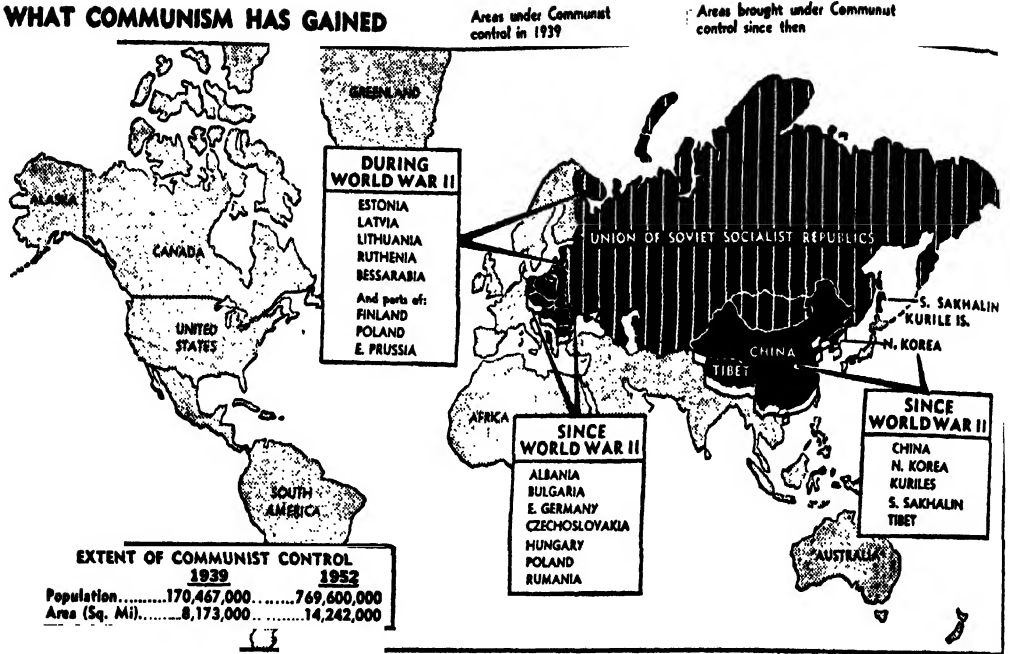 WHAT COMMUNISM HAS GAINED
Areas under Communist
control in 1939
Areas brought under Communist
control since then
GREENLAND
ALASKA
CANADA
UNITED
STATES
SOUTH
AMERICA
AFRICA
UNION OF SOVIET SOCIALIST REPUBLICS
CHINA
TIBET
S. SAKHALIN
KURILE IS.
N. KOREA
AUSTRALIA
DURING
WORLD WAR II
ESTONIA
LATVIA
LITHUANIA
RUTHENIA
BESSARABIA
And parts of:
FINLAND
POLAND
E. PRUSSIA
SINCE
WORLD WAR II
ALBANIA
BULGARIA
E. GERMANY
CZECHOSLOVAKIA
HUNGARY
POLAND
RUMANIA
SINCE
WORLD WAR II
CHINA
N. KOREA
KURILES
S. SAKHALIN
TIBET
EXTENT OF COMMUNIST CONTROL
1939 1952
Population.........170,467,000.........769,600,000
Area (Sq. Mi).......8,173,000.........14,242,000